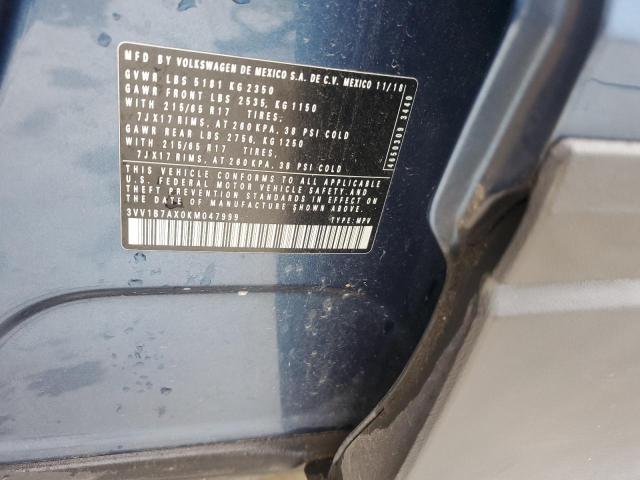 MFD BY VOLKSWAGEN DE MEXICO S.A. DE C.V. MEXICO 11/18
GVWR LBS 5181 KG 2350
GAWR FRONT LBS 2535, KG 1150
WITH 215/65 R17 TIRES,
7JX17 RIMS, AT 260 KPA, 38 PSI COLD
GAWR REAR LBS 2756, KG 1250
WITH 215/65 R17 TIRES,
7JX17 RIMS, AT 260 KPA, 38 PSI COLD
THIS VEHICLE CONFORMS TO ALL APPLICABLE
U.S. FEDERAL MOTOR VEHICLE SAFETY AND
THEFT PREVENTION STANDARDS IN EFFECT ON
THE DATE OF MANUFACTURE SHOWN ABOVE.
3VV1B7AX0KM047999
TYPE: MPV